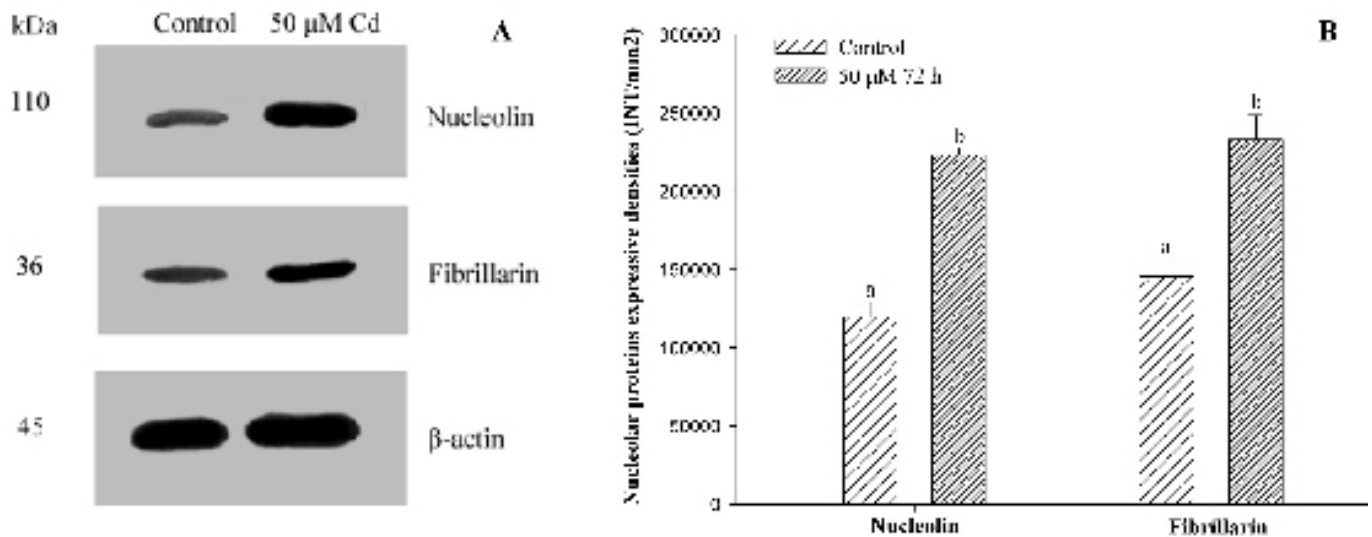 kDa Control 50 μM Cd A
110 Nucleolin
36 Fibrillarin
45 β-actin
B
Nucleolar proteins expressive densities (INT/mm2)
300000
250000
200000
150000
100000
50000
0
Control
50 μM 72 h
a
b
a
b
Nucleolin Fibrillarin